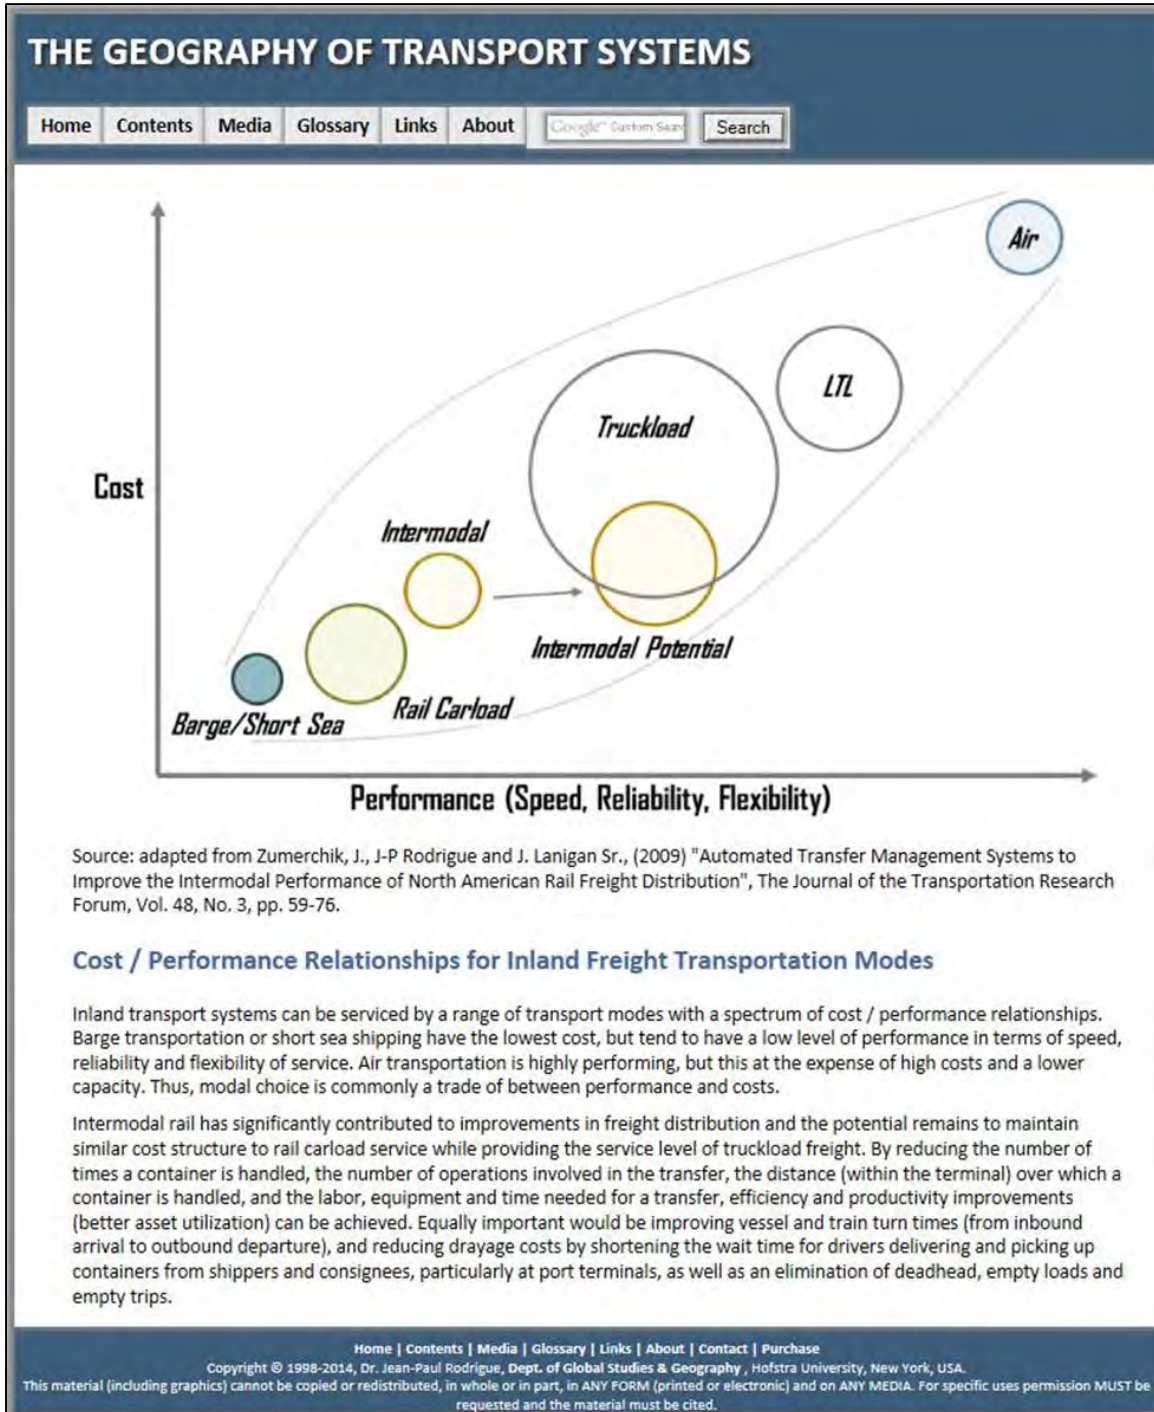 THE GEOGRAPHY OF TRANSPORT SYSTEMS
Home Contents Media Glossary Links About Google™ Custom Sear Search
Air
LTL
Truckload
Cost
Intermodal
Intermodal Potential
Rail Carload
Barge/Short Sea
Performance (Speed, Reliability, Flexibility)
Source: adapted from Zumerchik, J., J-P Rodrigue and J. Lanigan Sr., (2009) "Automated Transfer Management Systems to
Improve the Intermodal Performance of North American Rail Freight Distribution", The Journal of the Transportation Research
Forum, Vol. 48, No. 3, pp. 59-76.
Cost / Performance Relationships for Inland Freight Transportation Modes
Inland transport systems can be serviced by a range of transport modes with a spectrum of cost / performance relationships.
Barge transportation or short sea shipping have the lowest cost, but tend to have a low level of performance in terms of speed,
reliability and flexibility of service. Air transportation is highly performing, but this at the expense of high costs and a lower
capacity. Thus, modal choice is commonly a trade of between performance and costs.
Intermodal rail has significantly contributed to improvements in freight distribution and the potential remains to maintain
similar cost structure to rail carload service while providing the service level of truckload freight. By reducing the number of
times a container is handled, the number of operations involved in the transfer, the distance (within the terminal) over which a
container is handled, and the labor, equipment and time needed for a transfer, efficiency and productivity improvements
(better asset utilization) can be achieved. Equally important would be improving vessel and train turn times (from inbound
arrival to outbound departure), and reducing drayage costs by shortening the wait time for drivers delivering and picking up
containers from shippers and consignees, particularly at port terminals, as well as an elimination of deadhead, empty loads and
empty trips.
Home | Contents | Media | Glossary | Links | About | Contact | Purchase
Copyright © 1998-2014, Dr. Jean-Paul Rodrigue, Dept. of Global Studies & Geography , Hofstra University, New York, USA.
This material (including graphics) cannot be copied or redistributed, in whole or in part, in ANY FORM (printed or electronic) and on ANY MEDIA. For specific uses permission MUST be
requested and the material must be cited.